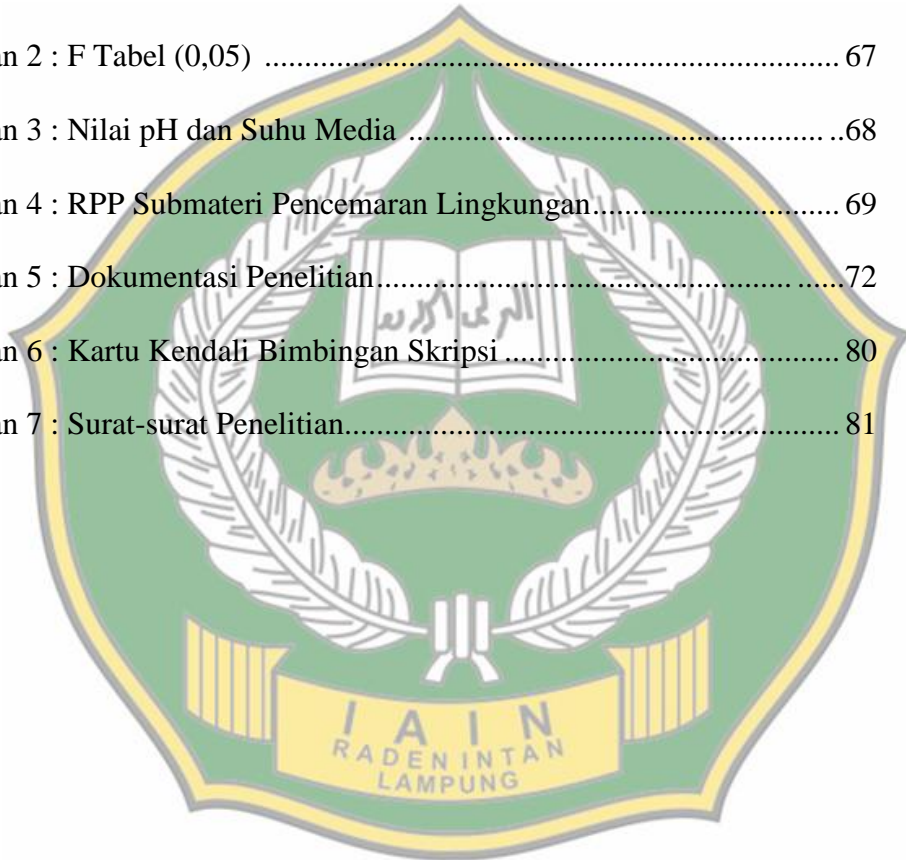 an 2 : F Tabel (0,05) ........................................................................ 67
an 3 : Nilai pH dan Suhu Media .................................................... ..68
an 4 : RPP Submateri Pencemaran Lingkungan............................... 69
an 5 : Dokumentasi Penelitian.................................................... ......72
an 6 : Kartu Kendali Bimbingan Skripsi .......................................... 80
an 7 : Surat-surat Penelitian.............................................................. 81
I A I N
RADEN INTAN
LAMPUNG